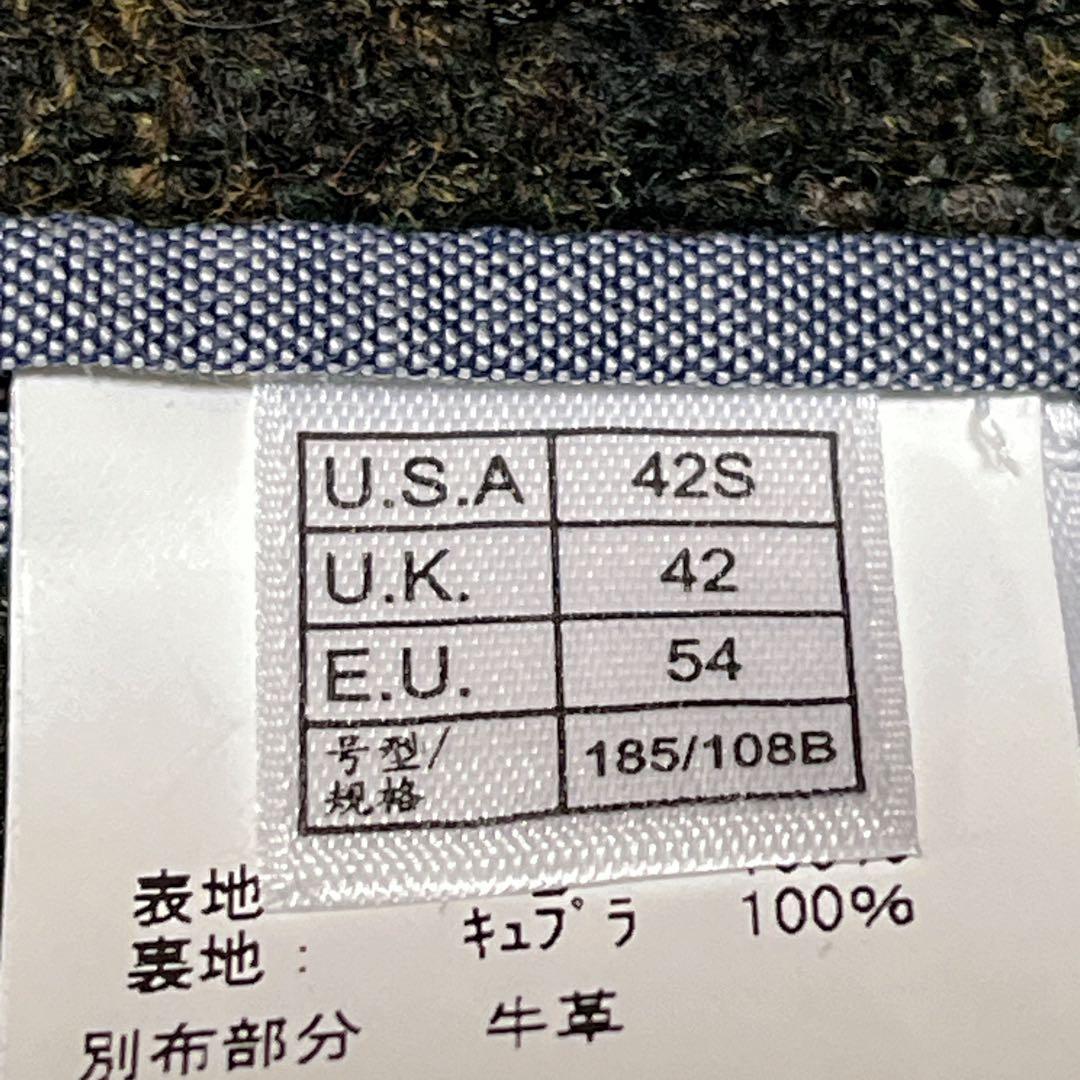 U.S.A 42S
U.K. 42
E.U. 54
号型/ 185/108B
规格
表地
裏地： ｷｭﾌﾟﾗ 100%
別布部分 牛革